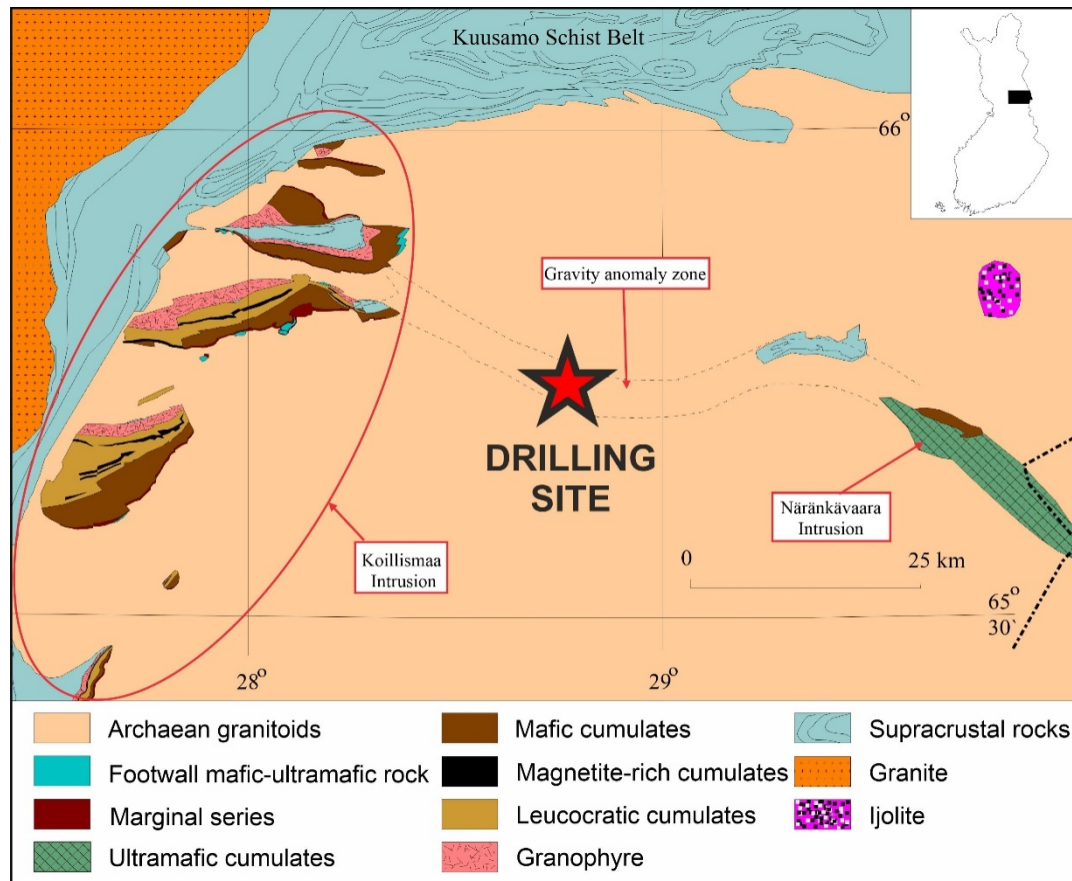 Kuusamo Schist Belt
66°
Gravity anomaly zone
DRILLING
SITE
Näränkävaara
Intrusion
Koillismaa
Intrusion
0
25 km
65°
30`
28°
29°
Archaean granitoids
Footwall mafic-ultramafic rock
Marginal series
Ultramafic cumulates
Mafic cumulates
Magnetite-rich cumulates
Leucocratic cumulates
Granophyre
Supracrustal rocks
Granite
Ijolite